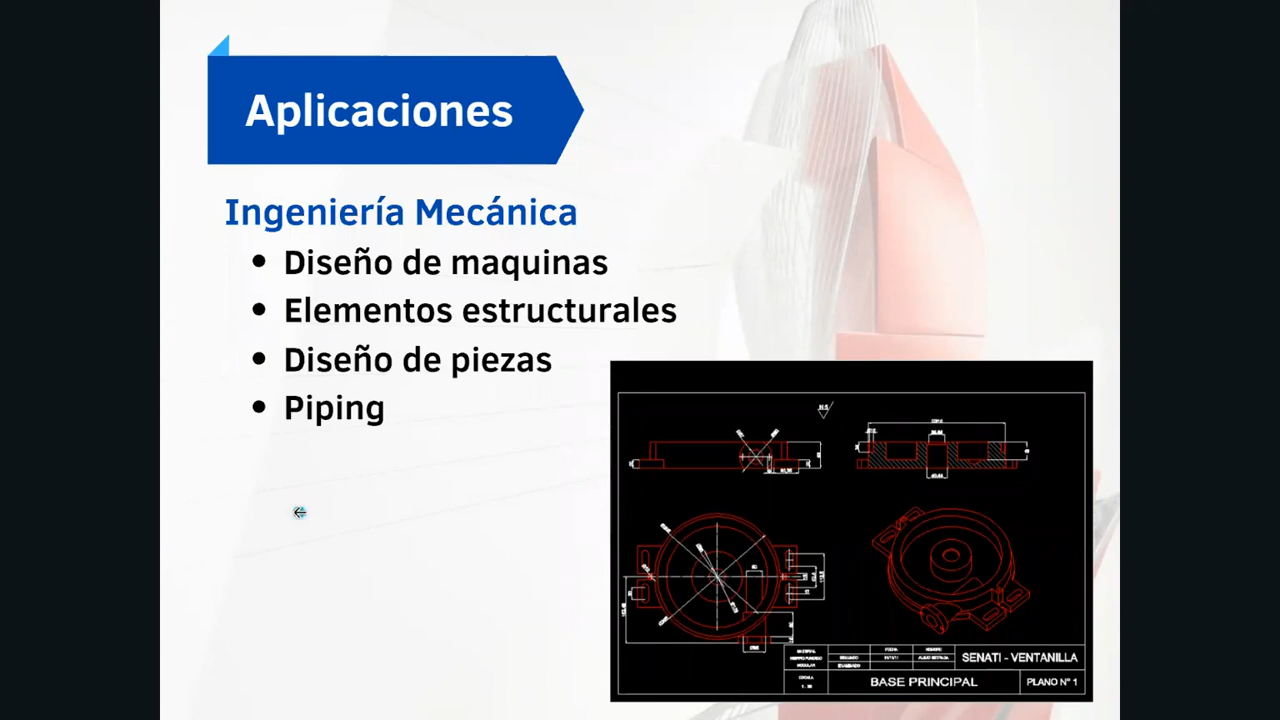 Aplicaciones
Ingeniería Mecánica
• Diseño de maquinas
• Elementos estructurales
• Diseño de piezas
• Piping
SENATI - VENTANILLA
BASE PRINCIPAL
PLANO N° 1